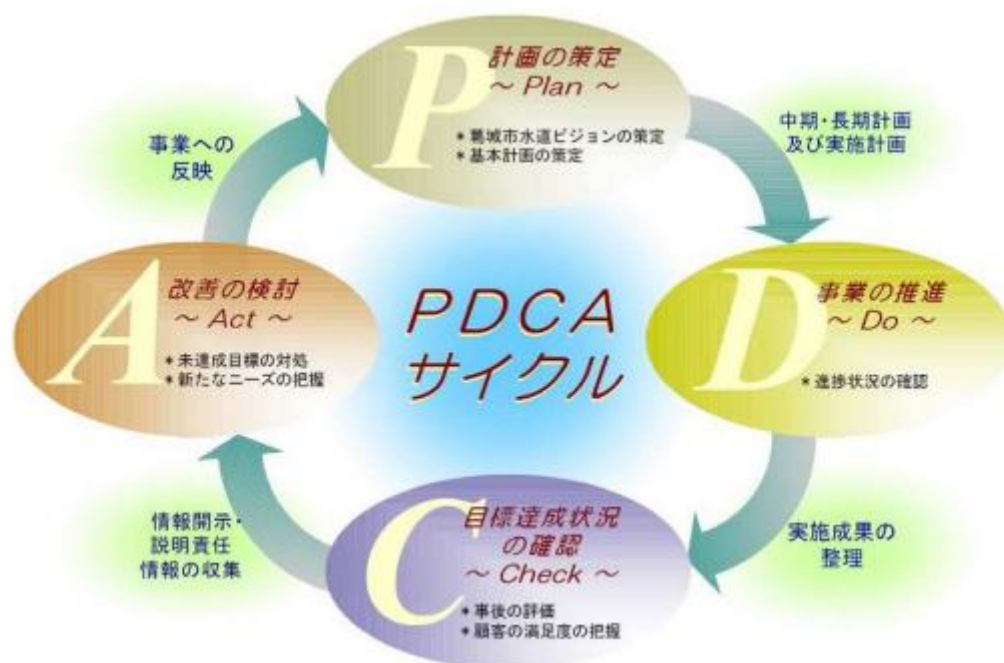 P
計画の策定
～ Plan ～
* 葛城市水道ビジョンの策定
* 基本計画の策定
中期・長期計画
及び実施計画
D
事業の推進
～ Do ～
* 進捗状況の確認
実施成果の
整理
C
目標達成状況
の確認
～ Check ～
* 事後の評価
* 顧客の満足度の把握
情報開示・
説明責任
情報の収集
A
改善の検討
～ Act ～
* 未達成目標の対処
* 新たなニーズの把握
事業への
反映
PDCA
サイクル